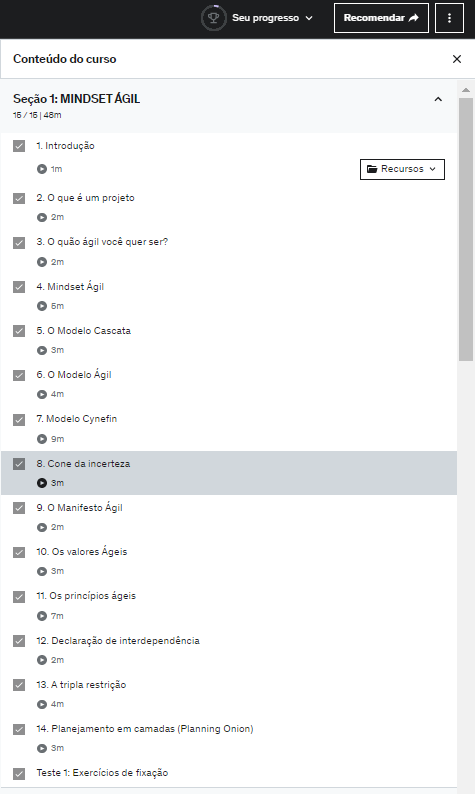 Seu progresso
Recomendar
Conteúdo do curso
Seção 1: MINDSET ÁGIL
15 / 15 | 48m
1. Introdução
1m
Recursos
2. O que é um projeto
2m
3. O quão ágil você quer ser?
2m
4. Mindset Ágil
5m
5. O Modelo Cascata
3m
6. O Modelo Ágil
4m
7. Modelo Cynefin
9m
8. Cone da incerteza
3m
9. O Manifesto Ágil
2m
10. Os valores Ágeis
3m
11. Os princípios ágeis
7m
12. Declaração de interdependência
2m
13. A tripla restrição
4m
14. Planejamento em camadas (Planning Onion)
3m
Teste 1: Exercícios de fixação